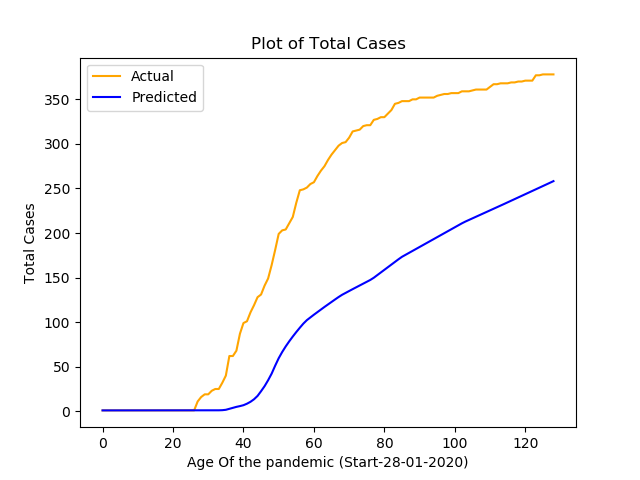 Plot of Total Cases
Actual
Predicted
350
300
250
200
150
100
50
0
Total Cases
0 20 40 60 80 100 120
Age Of the pandemic (Start-28-01-2020)